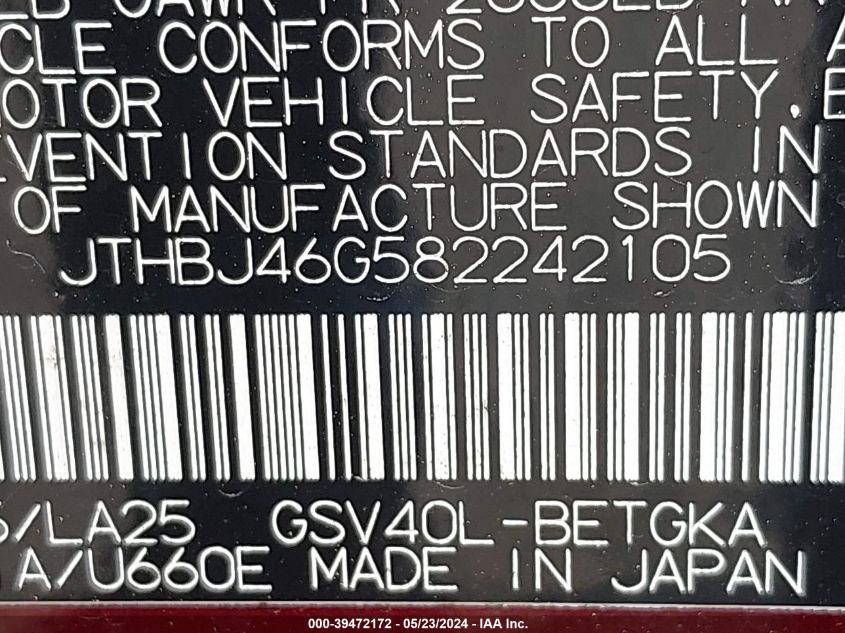 CLE CONFORMS TO ALL A
OTOR VEHICLE SAFETY, B
VENTION STANDARDS IN
OF MANUFACTURE SHOWN
JTHBJ46G582242105
/LA25 GSV40L-BETGKA
A/U660E MADE IN JAPAN
000-39472172 - 05/23/2024 - IAA Inc.